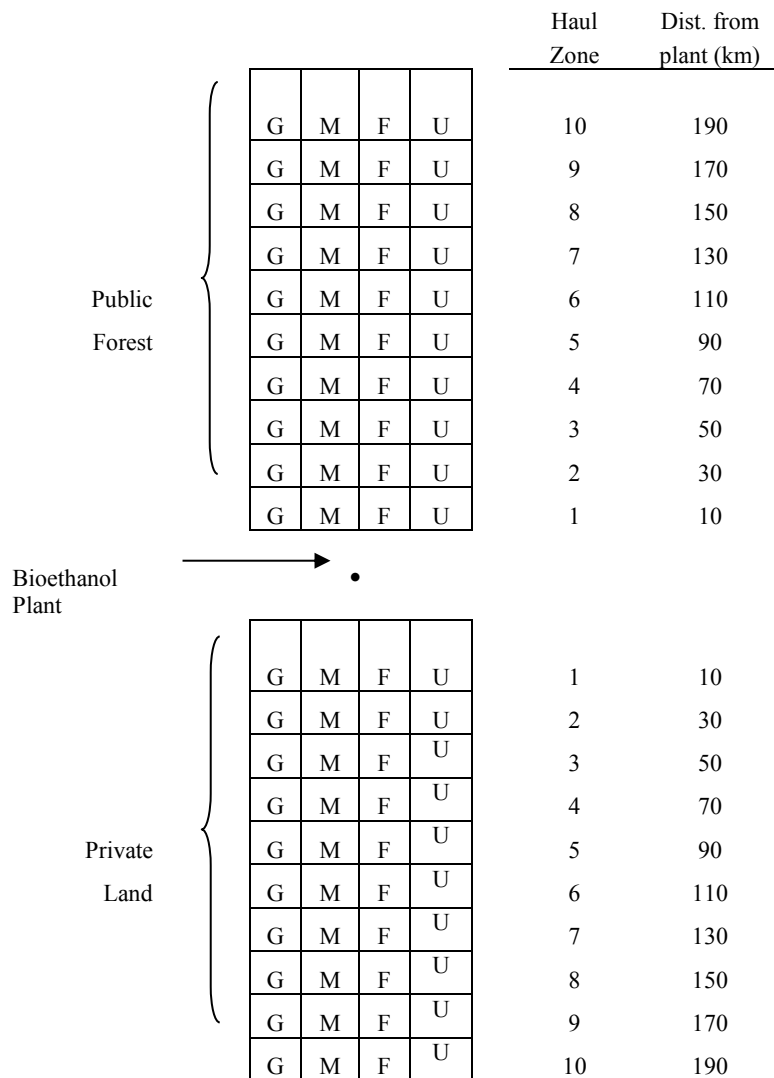 Haul Dist. from
Zone plant (km)
G M F U 10 190
G M F U 9 170
G M F U 8 150
G M F U 7 130
Public G M F U 6 110
Forest G M F U 5 90
G M F U 4 70
G M F U 3 50
G M F U 2 30
G M F U 1 10
Bioethanol
Plant
•
G M F U 1 10
G M F U 2 30
G M F U 3 50
G M F U 4 70
Private G M F U 5 90
Land G M F U 6 110
G M F U 7 130
G M F U 8 150
G M F U 9 170
G M F U 10 190